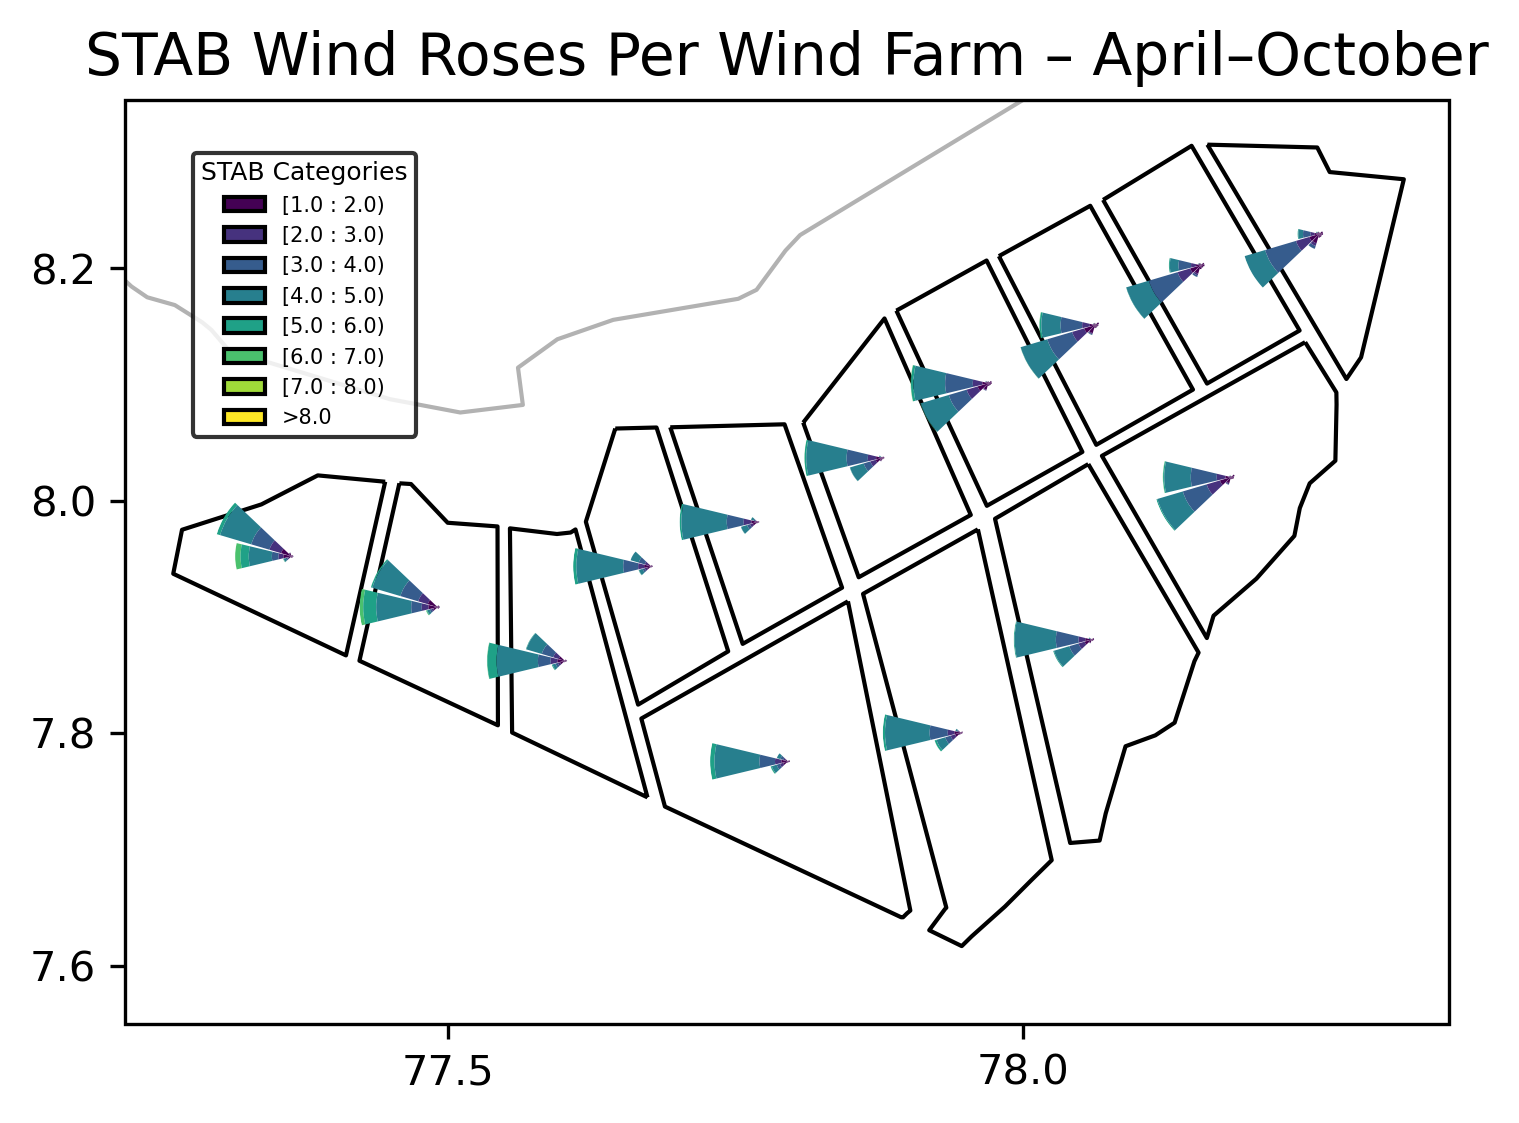 STAB Wind Roses Per Wind Farm – April–October
STAB Categories
[1.0 : 2.0)
[2.0 : 3.0)
[3.0 : 4.0)
[4.0 : 5.0)
[5.0 : 6.0)
[6.0 : 7.0)
[7.0 : 8.0)
>8.0
8.2
8.0
7.8
7.6
77.5
78.0